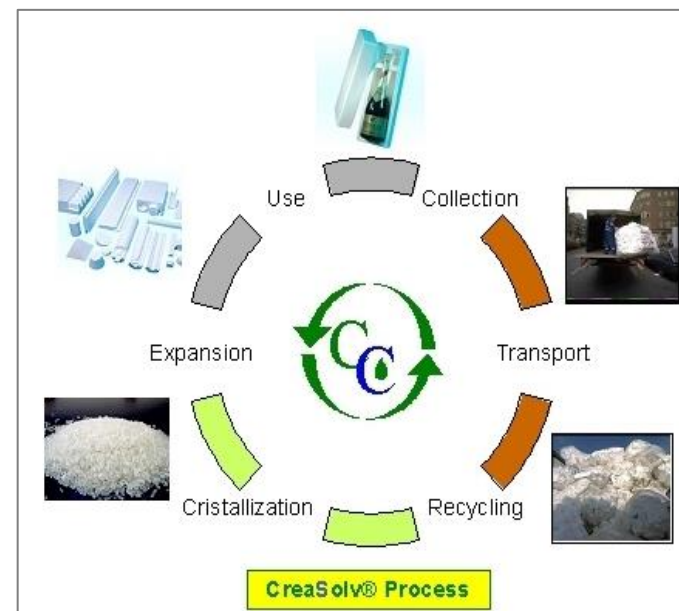 Use
Collection
Expansion
CC
Transport
Cristallization
Recycling
CreaSolv® Process